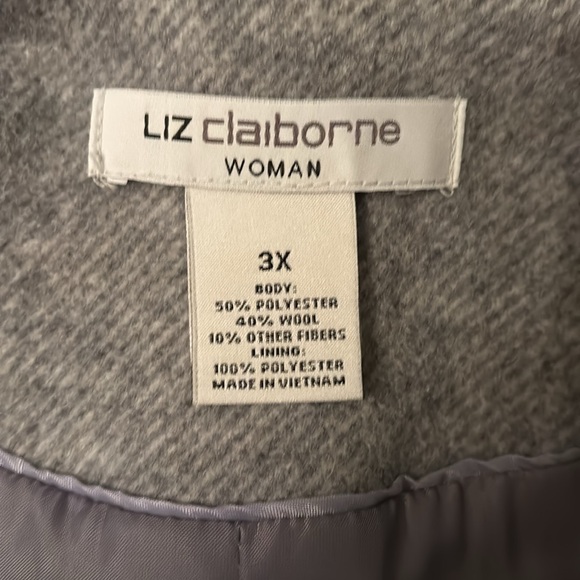 LIZ claiborne
WOMAN
3X
BODY:
50% POLYESTER
40% WOOL
10% OTHER FIBERS
LINING:
100% POLYESTER
MADE IN VIETNAM